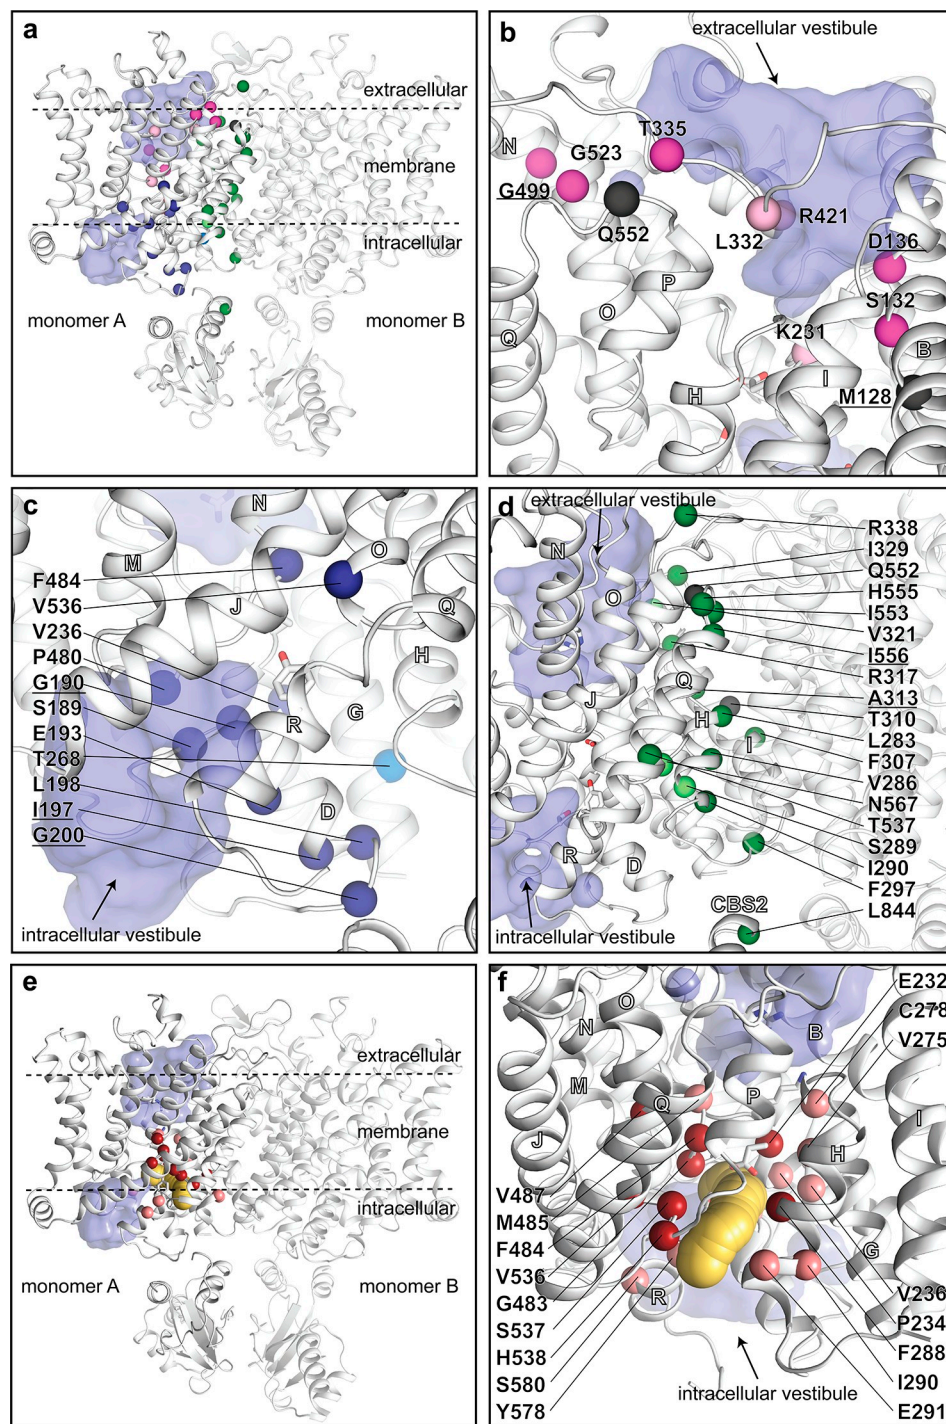 a
extracellular
membrane
intracellular
monomer A
monomer B
b
extracellular vestibule
T335
N
G523
G499
Q552
R421
L332
D136
P
S132
O
K231
Q
B
I
H
M128
c
N
M
O
F484
J
V536
Q
V236
H
P480
G190
G
S189
R
E193
T268
L198
D
I197
G200
intracellular vestibule
d
extracellular vestibule
R338
N
I329
Q552
O
H555
I553
V321
I556
R317
Q
A313
J
T310
H
L283
I
F307
V286
N567
T537
S289
R
D
I290
F297
CBS2
L844
intracellular vestibule
e
extracellular
membrane
intracellular
monomer A
monomer B
f
E232
C278
V275
O
B
N
M
P
Q
I
J
H
V487
M485
G
F484
V536
R
V236
G483
P234
S537
F288
H538
I290
S580
intracellular vestibule
E291
Y578